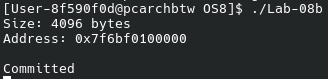 [User-8f590f0d@pcarchbtw OS8]$ ./Lab-08b
Size: 4096 bytes
Address: 0x7f6bf0100000
Committed